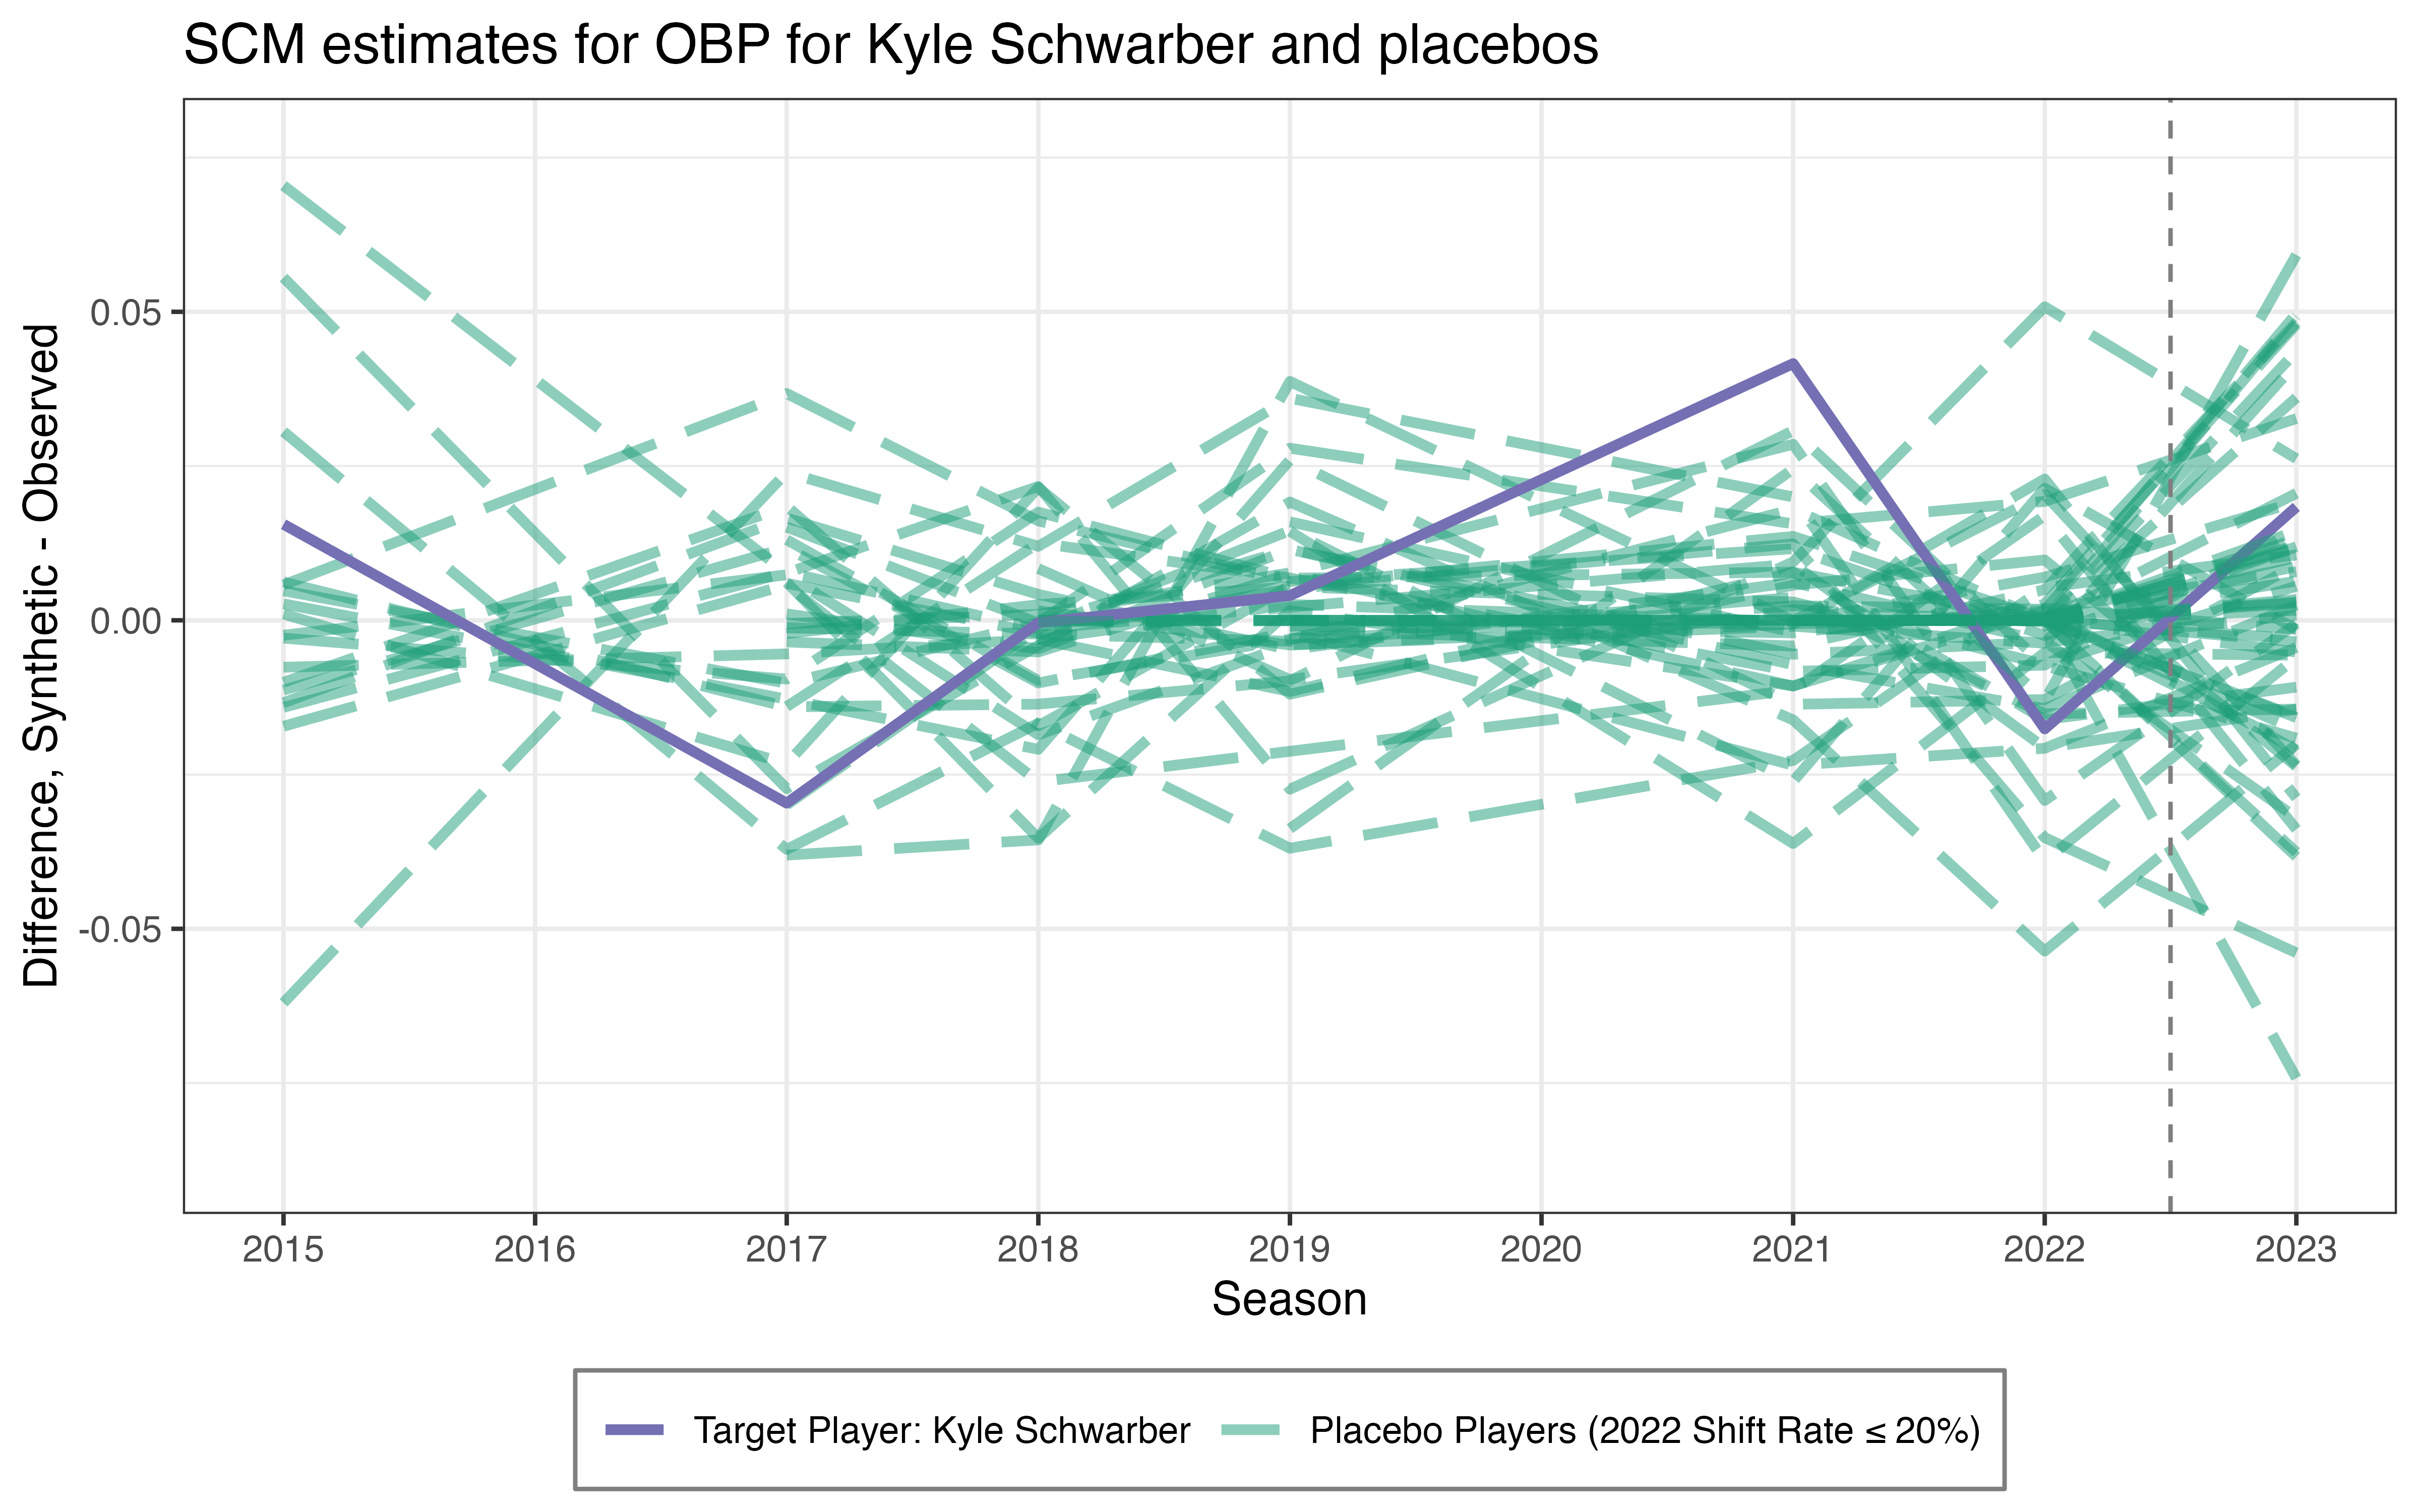 SCM estimates for OBP for Kyle Schwarber and placebos
Difference, Synthetic - Observed
0.05
0.00
-0.05
2015 2016 2017 2018 2019 2020 2021 2022 2023
Season
Target Player: Kyle Schwarber Placebo Players (2022 Shift Rate ≤ 20%)